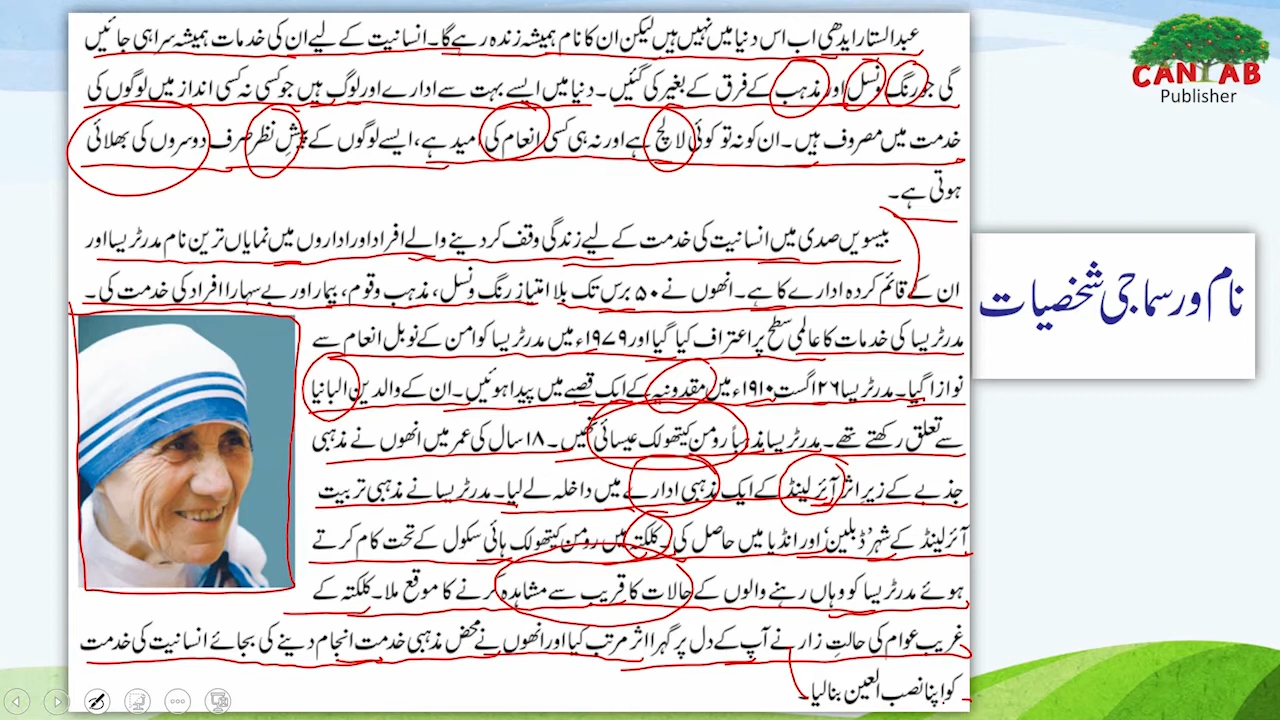 عبدالستار ایدھی اب اس دنیا میں نہیں ہیں لیکن ان کا نام ہمیشہ زندہ رہے گا۔ انسانیت کے لیے ان کی خدمات ہمیشہ سراہی جائیں
گی جو رنگ و نسل اور مذہب کے فرق کے بغیر کی گئیں۔ دنیا میں ایسے بہت سے ادارے اور لوگ ہیں جو کسی نہ کسی انداز میں لوگوں کی
خدمت میں مصروف ہیں۔ ان کو نہ تو کوئی لالچ ہے اور نہ ہی کسی انعام کی امید ہے، ایسے لوگوں کے پیشِ نظر صرف دوسروں کی بھلائی
ہوتی ہے۔
بیسویں صدی میں انسانیت کی خدمت کے لیے زندگی وقف کر دینے والے افراد اور اداروں میں نمایاں ترین نام مدر ٹریسا اور
ان کے قائم کردہ ادارے کا ہے۔ انھوں نے ۵۰ برس تک بلا امتیاز رنگ و نسل، مذہب و قوم، بیمار اور بے سہارا افراد کی خدمت کی۔
مدر ٹریسا کی خدمات کا عالمی سطح پر اعتراف کیا گیا اور ۱۹۷۹ء میں مدر ٹریسا کو امن کے نوبل انعام سے
نوازا گیا۔ مدر ٹریسا ۲۶ اگست ۱۹۱۰ء میں مقدونیہ کے ایک قصبے میں پیدا ہوئیں۔ ان کے والدین البانیا
سے تعلق رکھتے تھے۔ مدر ٹریسا مذہباً رومن کیتھولک عیسائی تھیں۔ ۱۸ سال کی عمر میں انھوں نے مذہبی
جذبے کے زیر اثر آئرلینڈ کے ایک مذہبی ادارے میں داخلہ لے لیا۔ مدر ٹریسا نے مذہبی تربیت
آئرلینڈ کے شہر 'ڈبلین' اور انڈیا میں حاصل کی۔ کلکتہ میں رومن کیتھولک ہائی سکول کے تحت کام کرتے
ہوئے مدر ٹریسا کو وہاں رہنے والوں کے حالات کا قریب سے مشاہدہ کرنے کا موقع ملا۔ کلکتہ کے
غریب عوام کی حالتِ زار نے آپ کے دل پر گہرا اثر مرتب کیا اور انھوں نے محض مذہبی خدمت انجام دینے کی بجائے انسانیت کی خدمت
کو اپنا نصب العین بنا لیا۔
نام ور سماجی شخصیات
CANTAB
Publisher